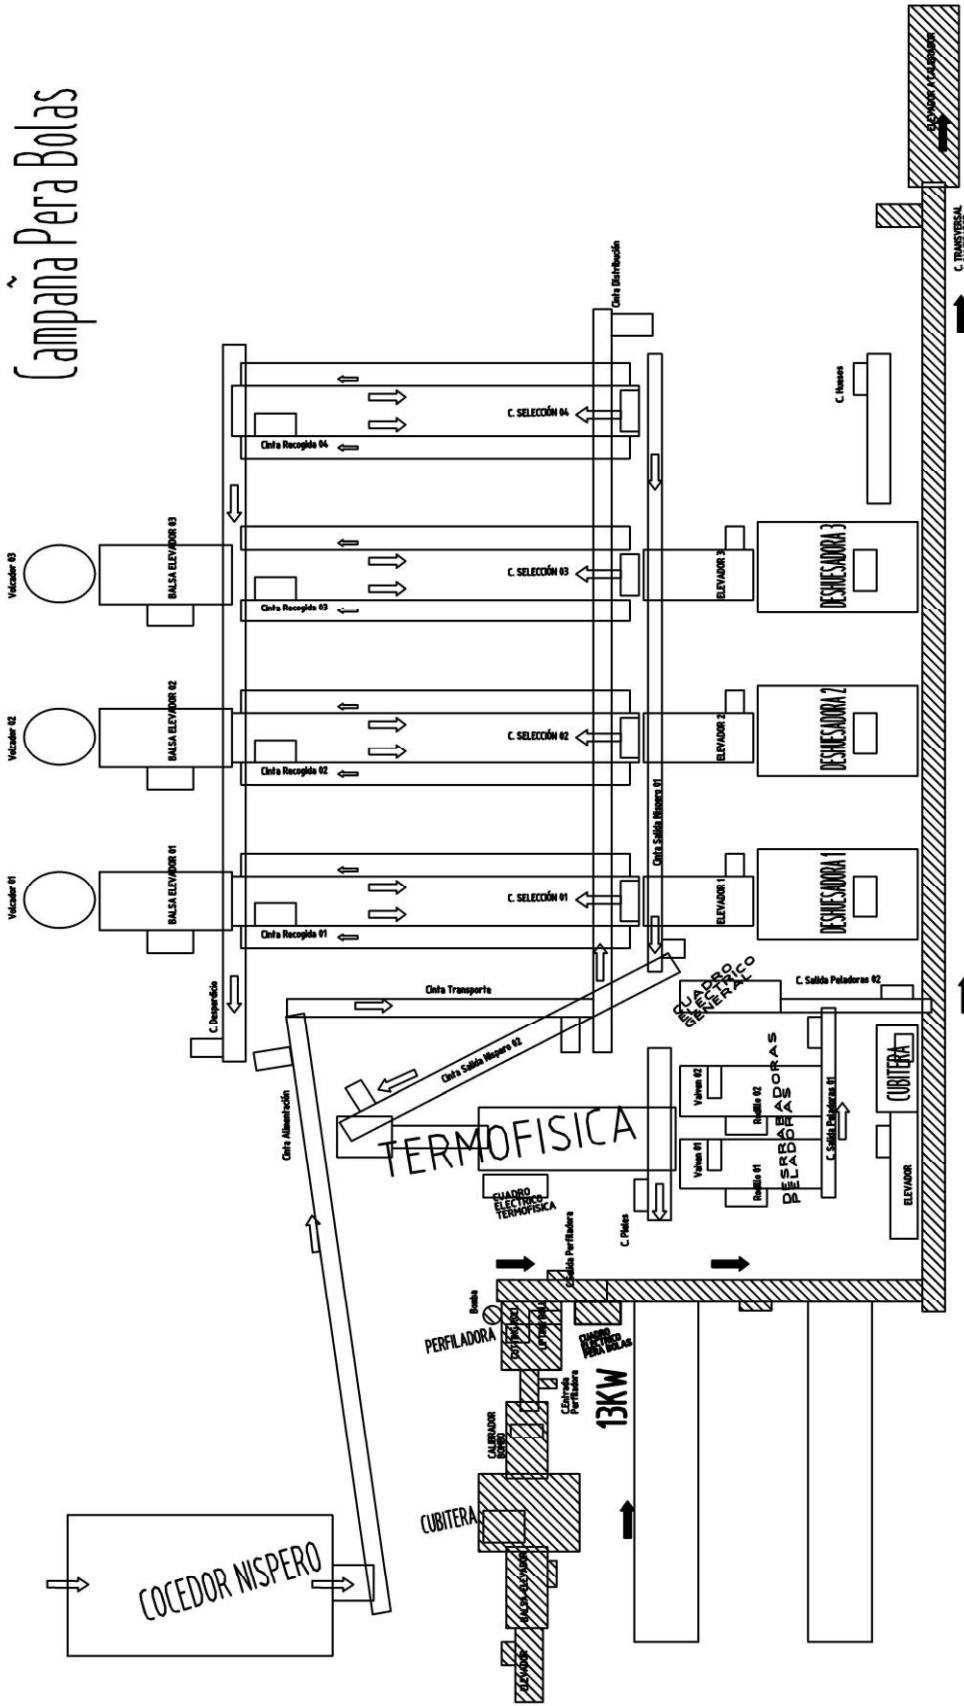 Campaña Pera Bolas
Volcador 03
BALSA ELEVADOR 03
Volcador 02
BALSA ELEVADOR 02
Volcador 01
BALSA ELEVADOR 01
C. Desperdicio
Cinta Recogida 04
C. SELECCIÓN 04
Cinta Recogida 03
C. SELECCIÓN 03
Cinta Recogida 02
C. SELECCIÓN 02
Cinta Recogida 01
C. SELECCIÓN 01
Cinta Distribución
Cinta Salida Nispero 01
Cinta Transporte
Cinta Salida Nispero 02
Cinta Alimentación
ELEVADOR 3
DESHUESADORA 3
ELEVADOR 2
DESHUESADORA 2
ELEVADOR 1
DESHUESADORA 1
C. Huesos
ELEVADOR A CALIBRADOR
C. TRANSVERSAL
CUADRO
ELECTRICO
GENERAL
C. Salida Peladoras 02
TERMOFISICA
CUADRO
ELECTRICO
TERMOFISICA
C. Pieles
Vaiven 02
Rodillo 02
Vaiven 01
Rodillo 01
DESRRABADORAS
PELADORAS
C. Salida Peladoras 01
CUBITERA
ELEVADOR
C.Salida Perfiladora
Bomba
PERFILADORA
CUADRO
ELECTRICO
PERA BOLAS
13KW
C.Entrada
Perfiladora
CALIBRADOR
BOMBO
CUBITERA
BALSA ELEVADOR
ELEVADOR
COCEDOR NISPERO